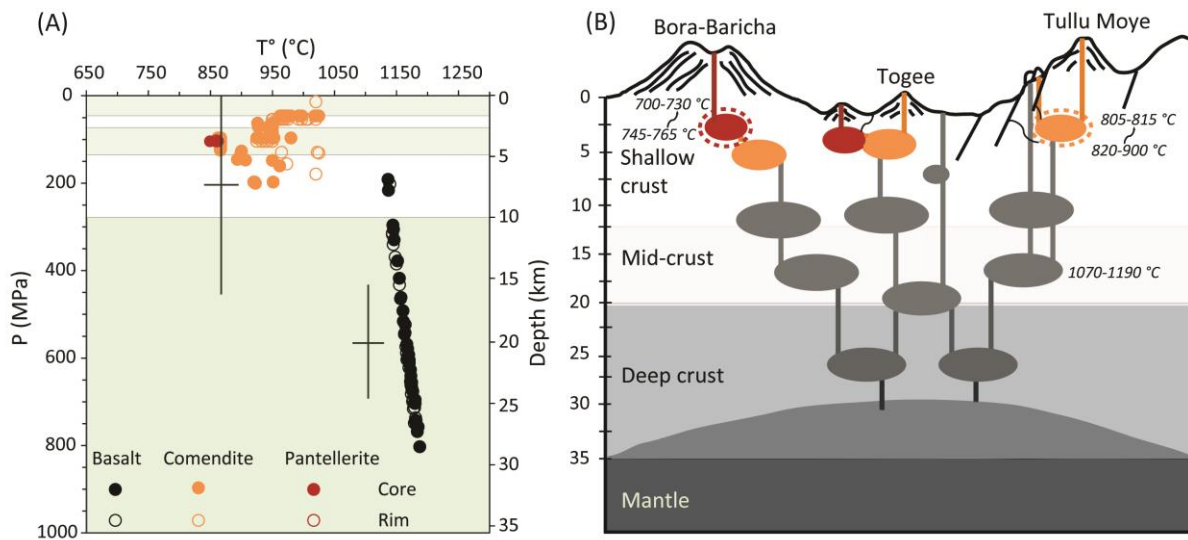 (A)
T° (°C)
650 750 850 950 1050 1150 1250
P (MPa)
0
200
400
600
800
1000
Depth (km)
0
5
10
15
20
25
30
35
Basalt Comendite Pantellerite
Core
Rim
(B)
Bora-Baricha
Togee
Tullu Moye
700-730 °C
745-765 °C
805-815 °C
820-900 °C
1070-1190 °C
0
5
10
15
20
25
30
35
Shallow
crust
Mid-crust
Deep crust
Mantle